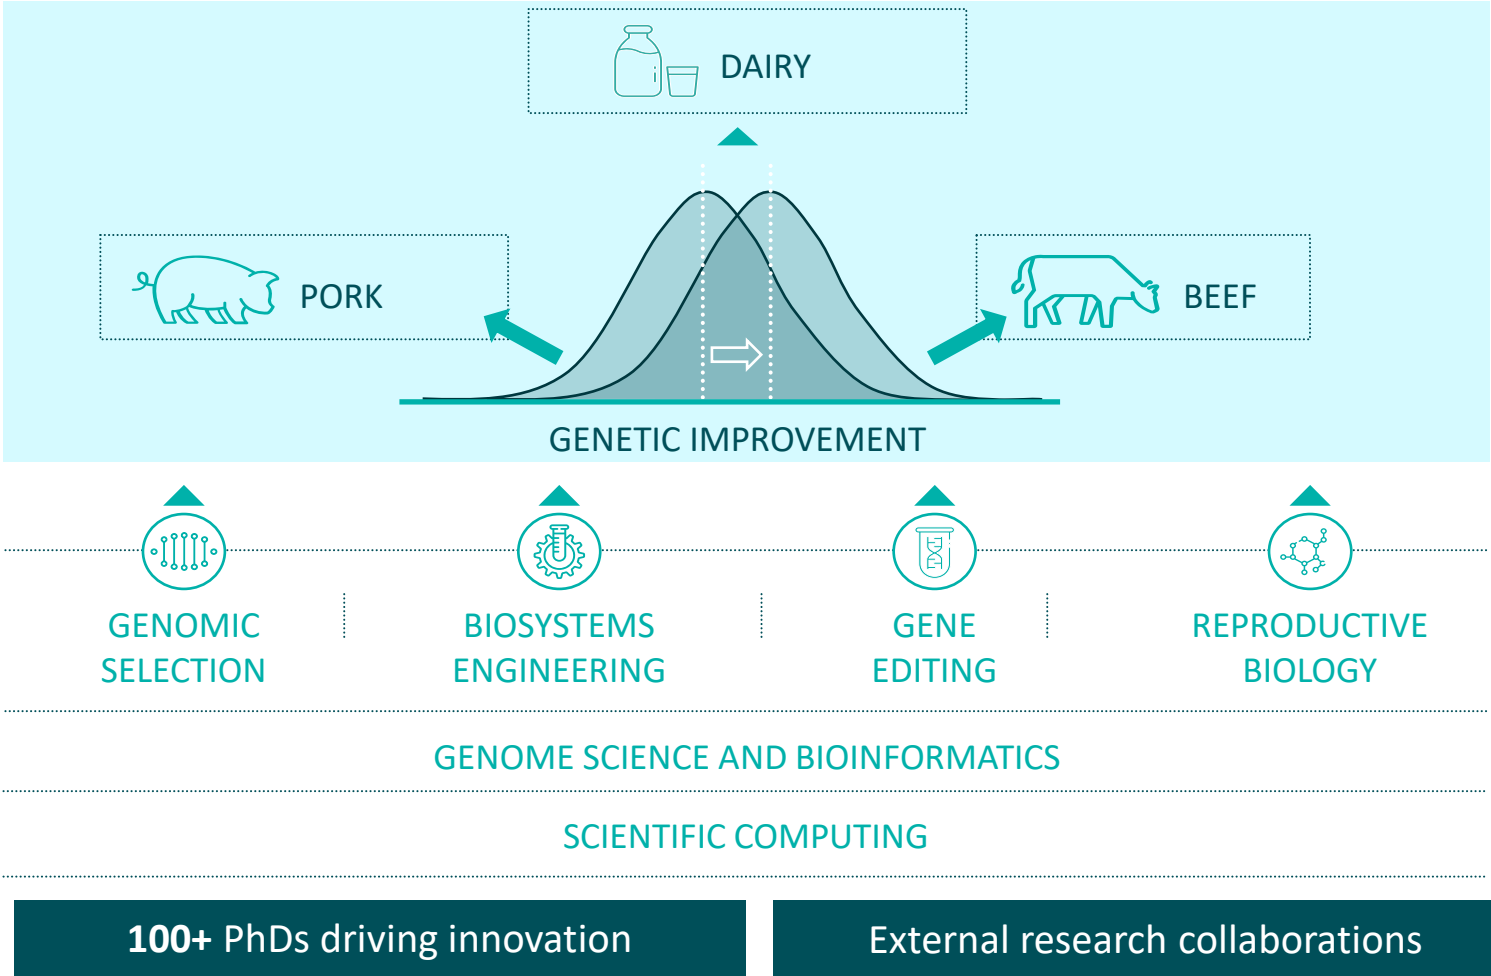 DAIRY
PORK
BEEF
GENETIC IMPROVEMENT
GENOMIC
SELECTION
BIOSYSTEMS
ENGINEERING
GENE
EDITING
REPRODUCTIVE
BIOLOGY
GENOME SCIENCE AND BIOINFORMATICS
SCIENTIFIC COMPUTING
100+ PhDs driving innovation
External research collaborations